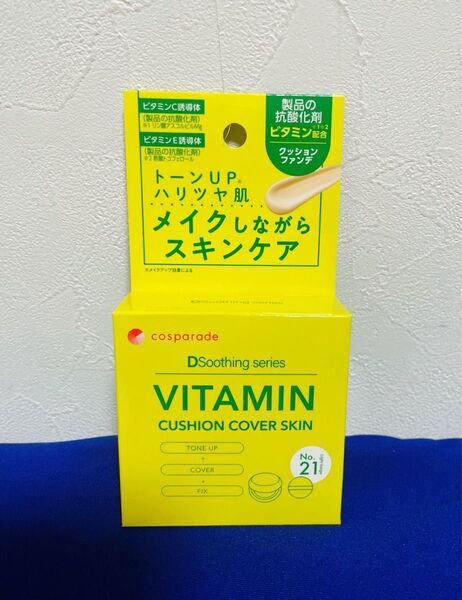 ビタミンC誘導体
(製品の抗酸化剤)
※1 リン酸アスコルビルMg
ビタミンE誘導体
(製品の抗酸化剤)
※2 酢酸トコフェロール
製品の
抗酸化剤
ビタミン※1※2配合
クッション
ファンデ
トーンUP※
ハリツヤ肌
メイクしながら
スキンケア
※メイクアップ効果による
cosparade
DSoothing series
VITAMIN
CUSHION COVER SKIN
TONE UP
+
COVER
+
FIX
No.
21